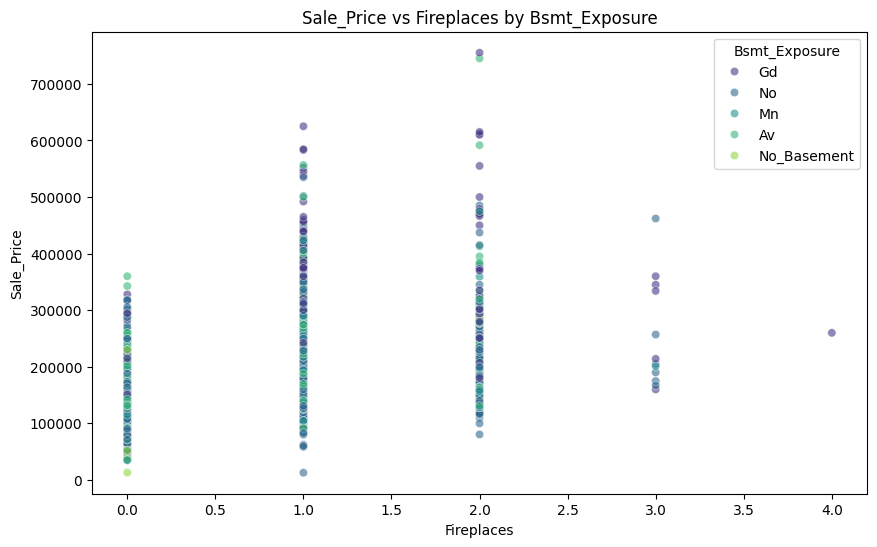 Sale_Price vs Fireplaces by Bsmt_Exposure
Bsmt_Exposure
Gd
No
Mn
Av
No_Basement
Sale_Price
700000
600000
500000
400000
300000
200000
100000
0
0.0 0.5 1.0 1.5 2.0 2.5 3.0 3.5 4.0
Fireplaces